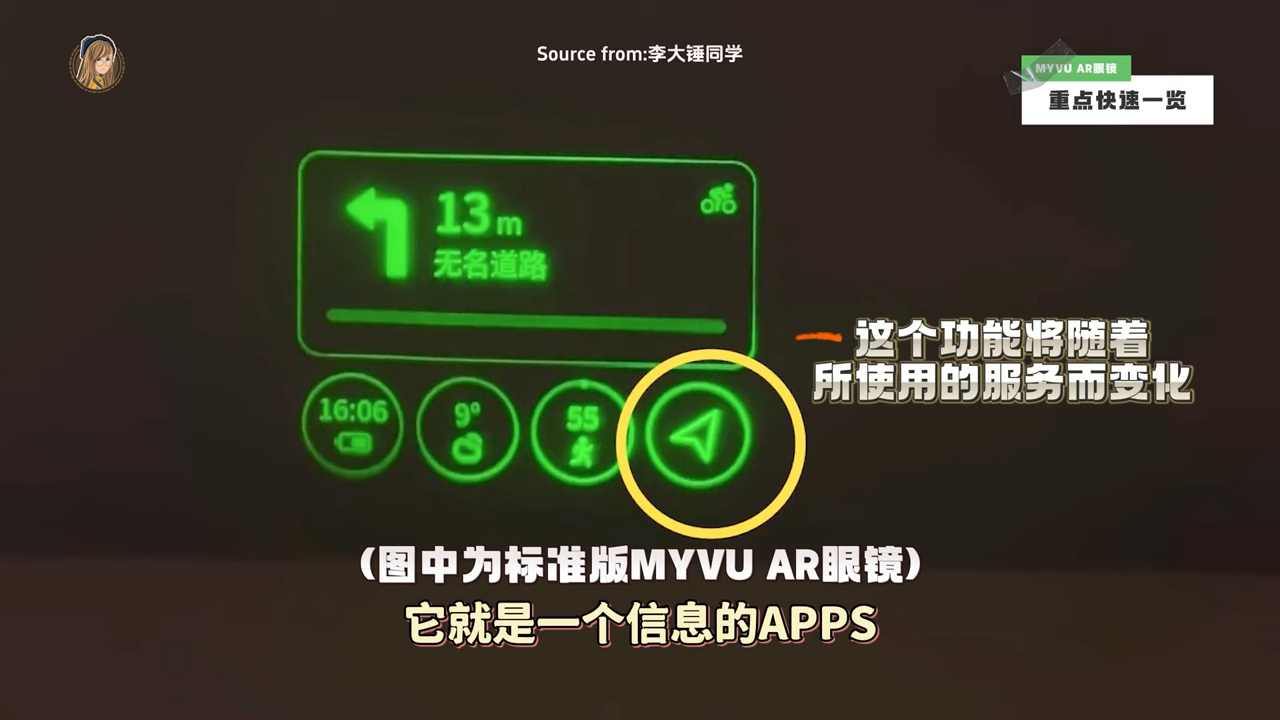 Source from:李大锤同学
MYVU AR眼镜
重点快速一览
13 m
无名道路
这个功能将随着
所使用的服务而变化
16:06
9°
55
(图中为标准版MYVU AR眼镜)
它就是一个信息的APPS